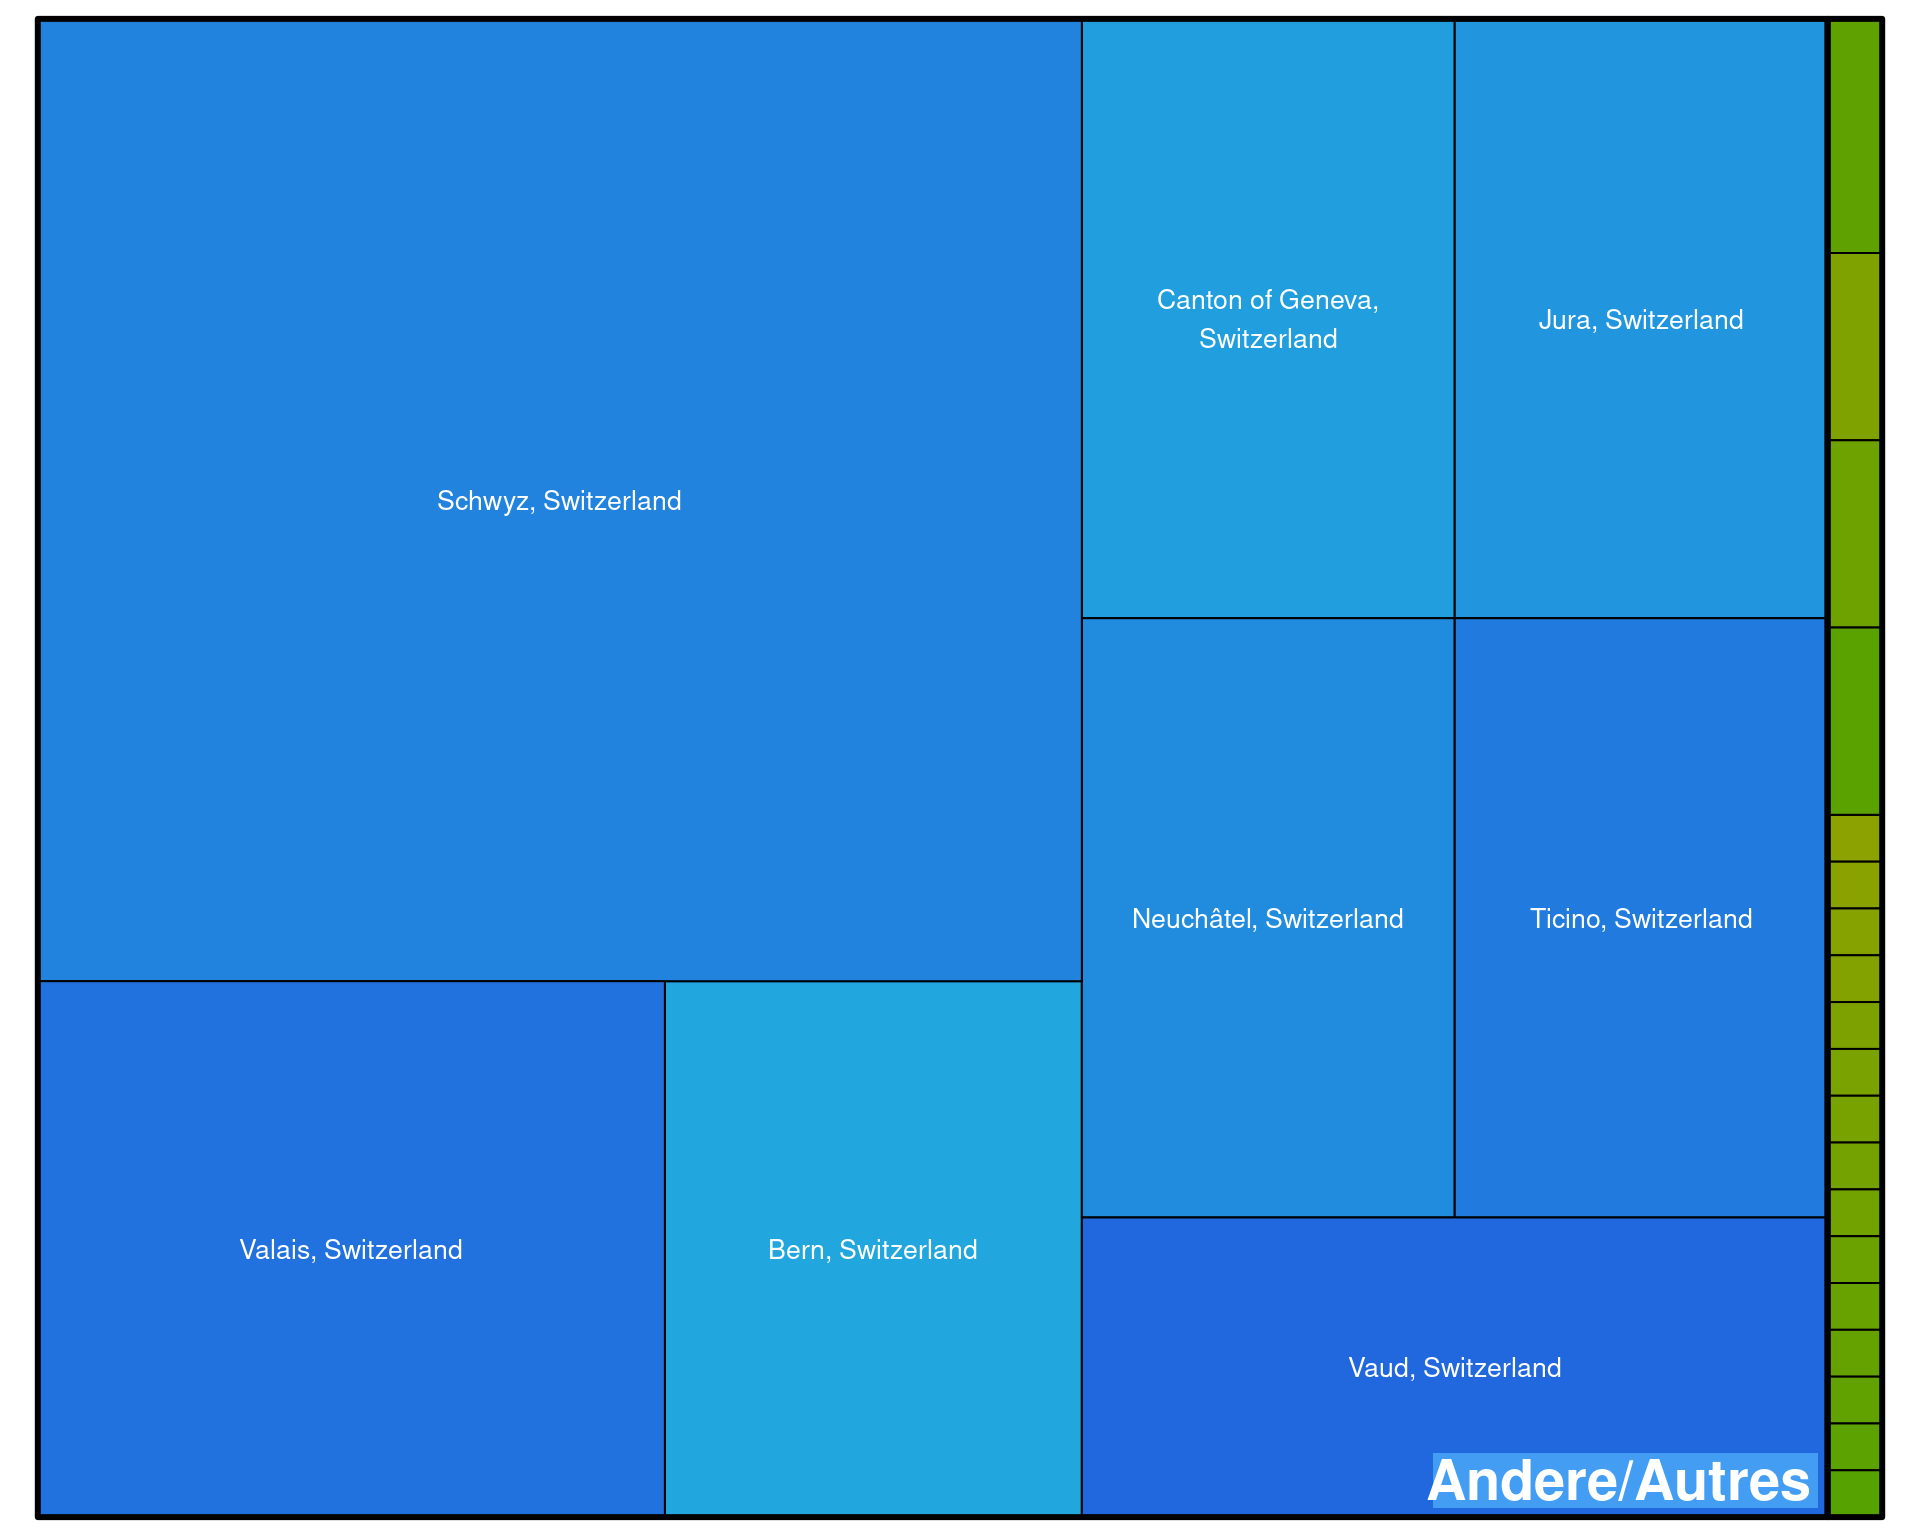 Canton of Geneva,
Switzerland
Jura, Switzerland
Schwyz, Switzerland
Neuchâtel, Switzerland
Ticino, Switzerland
Valais, Switzerland
Bern, Switzerland
Vaud, Switzerland
Andere/Autres